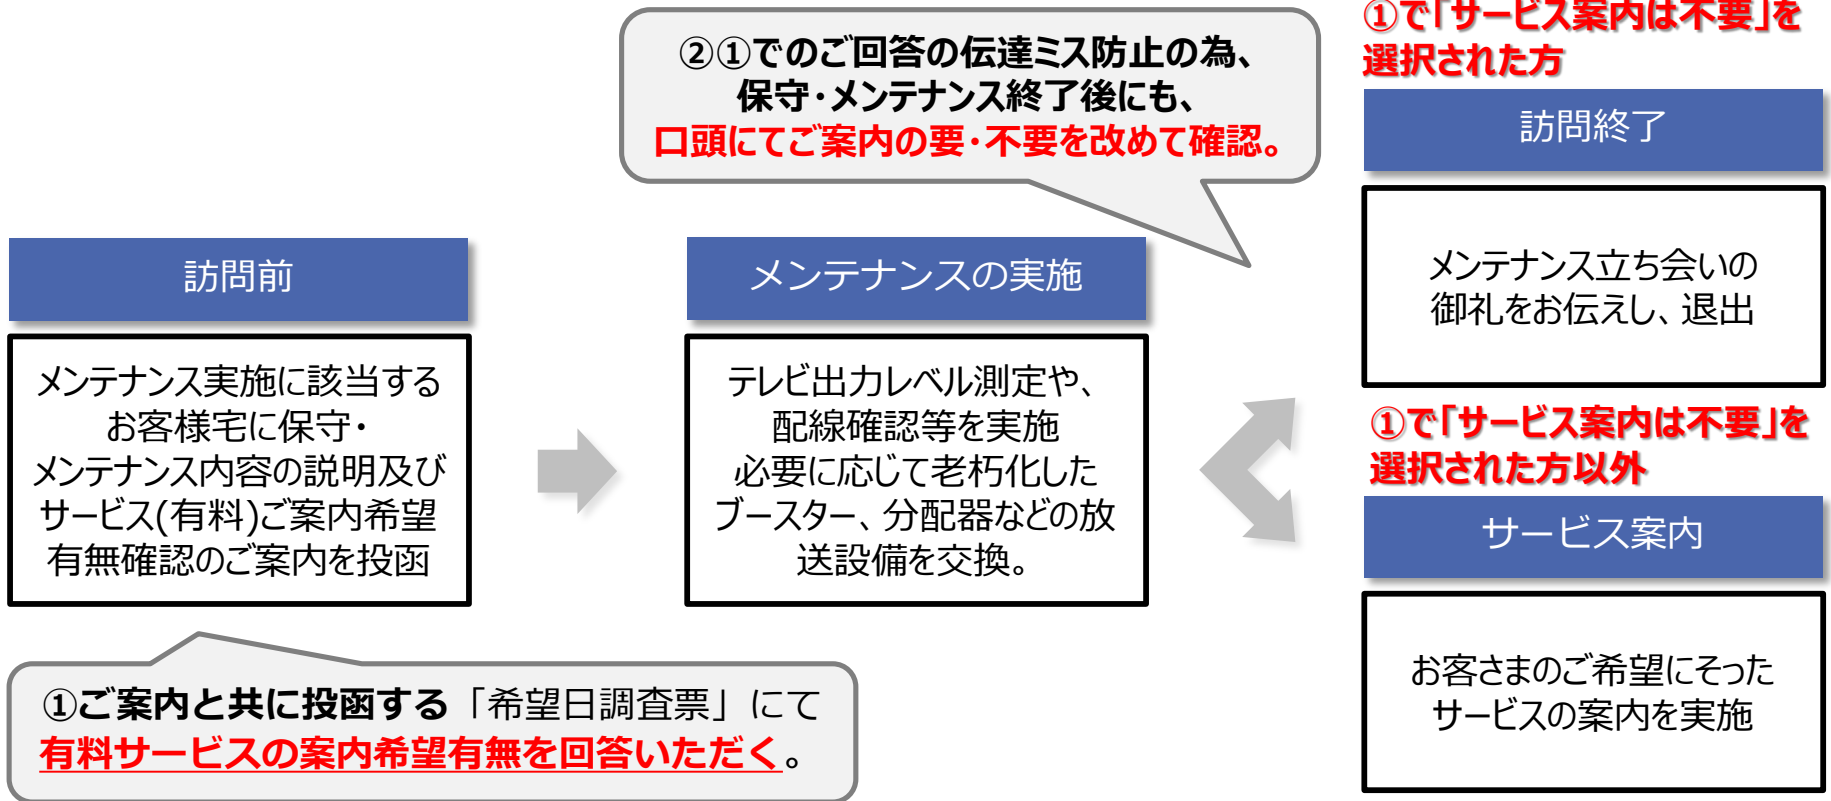 訪問前
メンテナンス実施に該当する
お客様宅に保守・
メンテナンス内容の説明及び
サービス(有料)ご案内希望
有無確認のご案内を投函
①ご案内と共に投函する「希望日調査票」にて
有料サービスの案内希望有無を回答いただく。
②①でのご回答の伝達ミス防止の為、
保守・メンテナンス終了後にも、
口頭にてご案内の要・不要を改めて確認。
メンテナンスの実施
テレビ出力レベル測定や、
配線確認等を実施
必要に応じて老朽化した
ブースター、分配器などの放
送設備を交換。
①で「サービス案内は不要」を
選択された方
訪問終了
メンテナンス立ち会いの
御礼をお伝えし、退出
①で「サービス案内は不要」を
選択された方以外
サービス案内
お客さまのご希望にそった
サービスの案内を実施